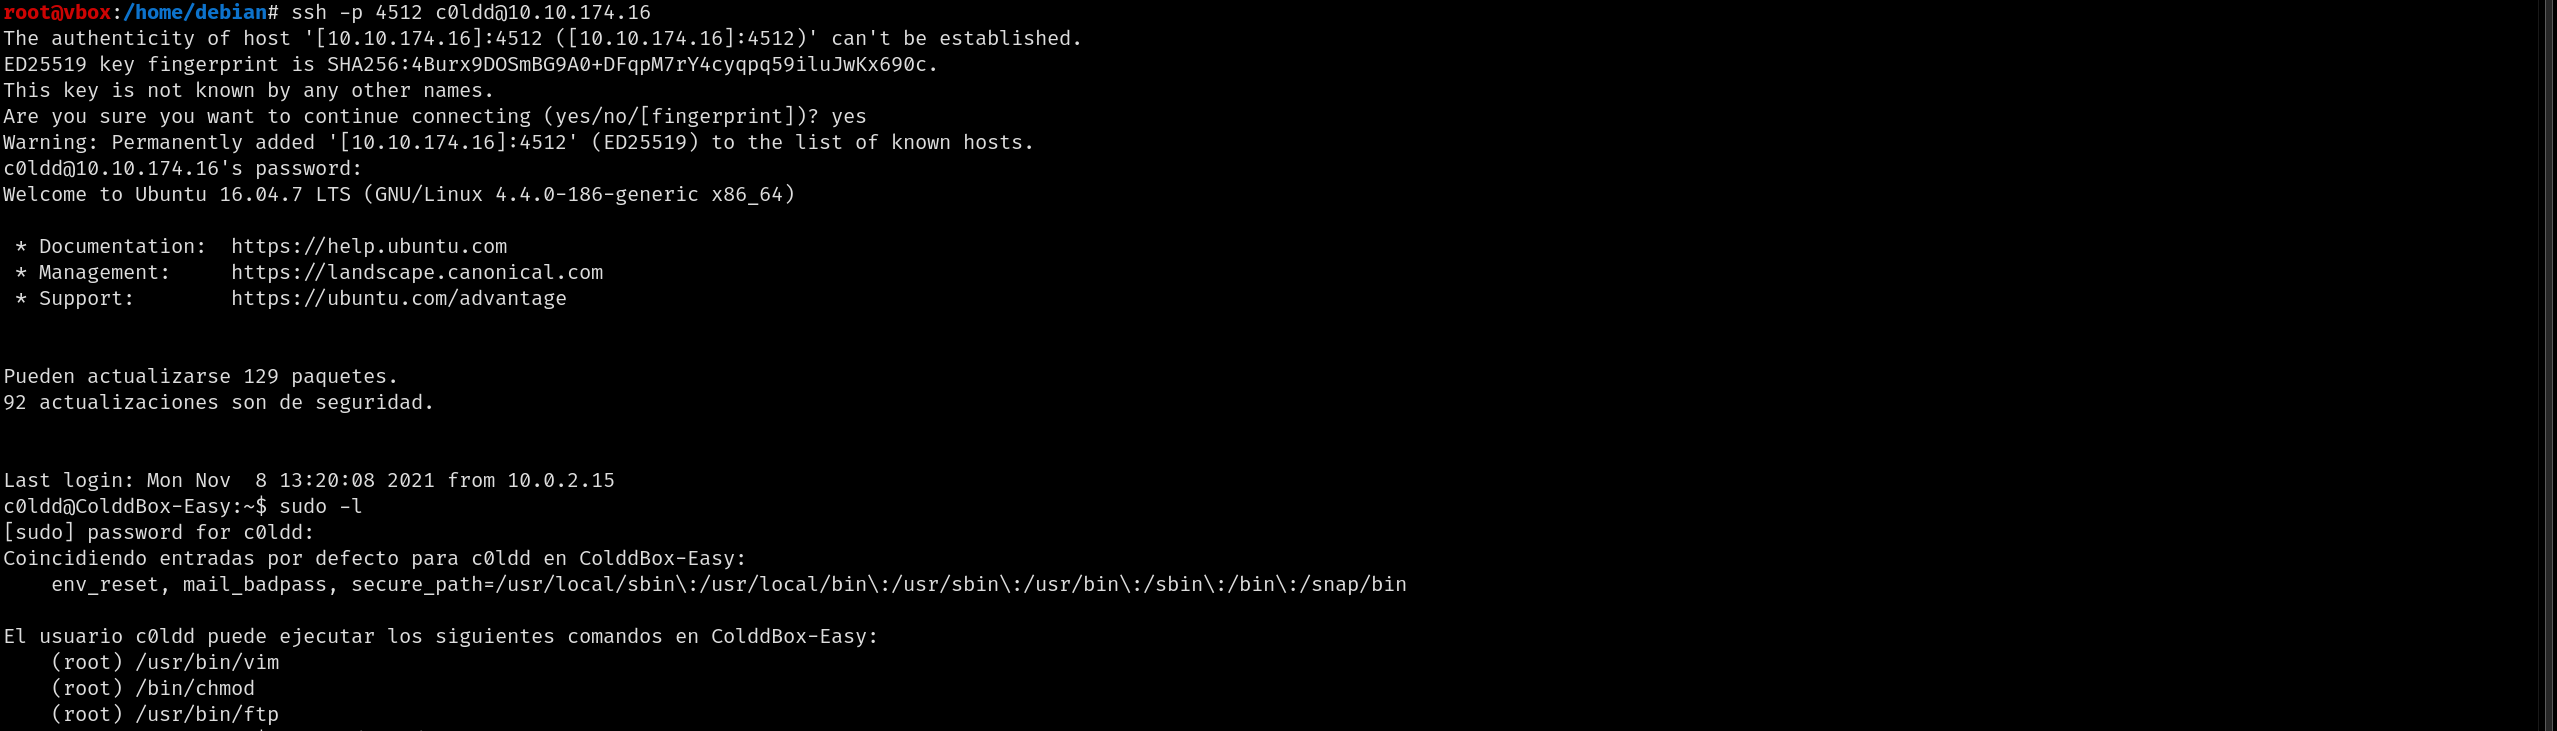 root@vbox:/home/debian# ssh -p 4512 c0ldd@10.10.174.16
The authenticity of host '[10.10.174.16]:4512 ([10.10.174.16]:4512)' can't be established.
ED25519 key fingerprint is SHA256:4Burx9DOSmBG9A0+DFqpM7rY4cyqpq59iluJwKx690c.
This key is not known by any other names.
Are you sure you want to continue connecting (yes/no/[fingerprint])? yes
Warning: Permanently added '[10.10.174.16]:4512' (ED25519) to the list of known hosts.
c0ldd@10.10.174.16's password:
Welcome to Ubuntu 16.04.7 LTS (GNU/Linux 4.4.0-186-generic x86_64)
 * Documentation:  https://help.ubuntu.com
 * Management:     https://landscape.canonical.com
 * Support:        https://ubuntu.com/advantage
Pueden actualizarse 129 paquetes.
92 actualizaciones son de seguridad.
Last login: Mon Nov  8 13:20:08 2021 from 10.0.2.15
c0ldd@ColddBox-Easy:~$ sudo -l
[sudo] password for c0ldd:
Coincidiendo entradas por defecto para c0ldd en ColddBox-Easy:
    env_reset, mail_badpass, secure_path=/usr/local/sbin\:/usr/local/bin\:/usr/sbin\:/usr/bin\:/sbin\:/bin\:/snap/bin
El usuario c0ldd puede ejecutar los siguientes comandos en ColddBox-Easy:
    (root) /usr/bin/vim
    (root) /bin/chmod
    (root) /usr/bin/ftp